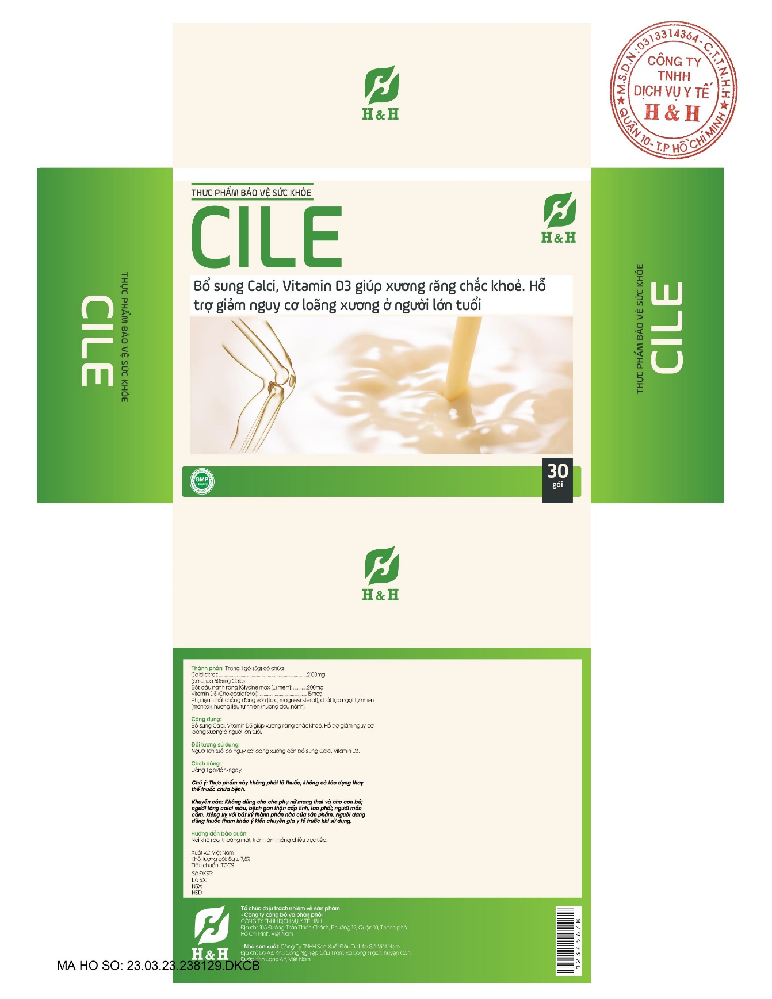 H & H
M.S.D.N:0313314364-C.T.T.N.H.H
CÔNG TY
TNHH
DỊCH VỤ Y TẾ
H & H
QUẬN 10 - T.P HỒ CHÍ MINH
THỰC PHẨM BẢO VỆ SỨC KHỎE
CILE
H & H
Bổ sung Calci, Vitamin D3 giúp xương răng chắc khoẻ. Hỗ
trợ giảm nguy cơ loãng xương ở người lớn tuổi
THỰC PHẨM BẢO VỆ SỨC KHỎE
CILE
THỰC PHẨM BẢO VỆ SỨC KHỎE
CILE
GMP
Quality
30
gói
H & H
Thành phần: Trong 1 gói (5g) có chứa:
Calci citrat: ........................2100mg
(có chứa 505mg Calci)
Bột đậu nành rang [Glycine max (L) merr]: ............200mg
Vitamin D3 (Cholecalciferol): ........................15mcg
Phụ liệu: chất chống đông vón (talc, magnesi sterat), chất tạo ngọt tự nhiên
(manitol), hương liệu tự nhiên (hương đậu nành).
Công dụng:
Bổ sung Calci, Vitamin D3 giúp xương răng chắc khoẻ. Hỗ trợ giảm nguy cơ
loãng xương ở người lớn tuổi.
Đối tượng sử dụng:
Người lớn tuổi có nguy cơ loãng xương cần bổ sung Calci, Vitamin D3.
Cách dùng:
Uống 1 gói/lần/ngày.
Chú ý: Thực phẩm này không phải là thuốc, không có tác dụng thay
thế thuốc chữa bệnh.
Khuyến cáo: Không dùng cho cho phụ nữ mang thai và cho con bú;
người tăng calci máu, bệnh gan thận cấp tính, lao phổi; người mẫn
cảm, kiêng kỵ với bất kỳ thành phần nào của sản phẩm. Người đang
dùng thuốc tham khảo ý kiến chuyên gia y tế trước khi sử dụng.
Hướng dẫn bảo quản:
Nơi khô ráo, thoáng mát, tránh ánh nắng chiếu trực tiếp.
Xuất xứ: Việt Nam
Khối lượng gói: 5g ± 7,5%
Tiêu chuẩn: TCCS
Số ĐKSP:
Lô SX:
NSX:
HSD
H & H
Tổ chức chịu trách nhiệm về sản phẩm
- Công ty công bố và phân phối:
CÔNG TY TNHH DỊCH VỤ Y TẾ H&H
Địa chỉ: 105 Đường Trần Thiện Chánh, Phường 12, Quận 10, Thành phố
Hồ Chí Minh, Việt Nam
- Nhà sản xuất: Công Ty TNHH Sản Xuất Đầu Tư Life Gift Việt Nam
Địa chỉ: Lô A3, Khu Công Nghiệp Cầu Tràm, xã Long Trạch, huyện Cần
Đước, tỉnh Long An, Việt Nam
12345678
MA HO SO: 23.03.23.238129.DKCB